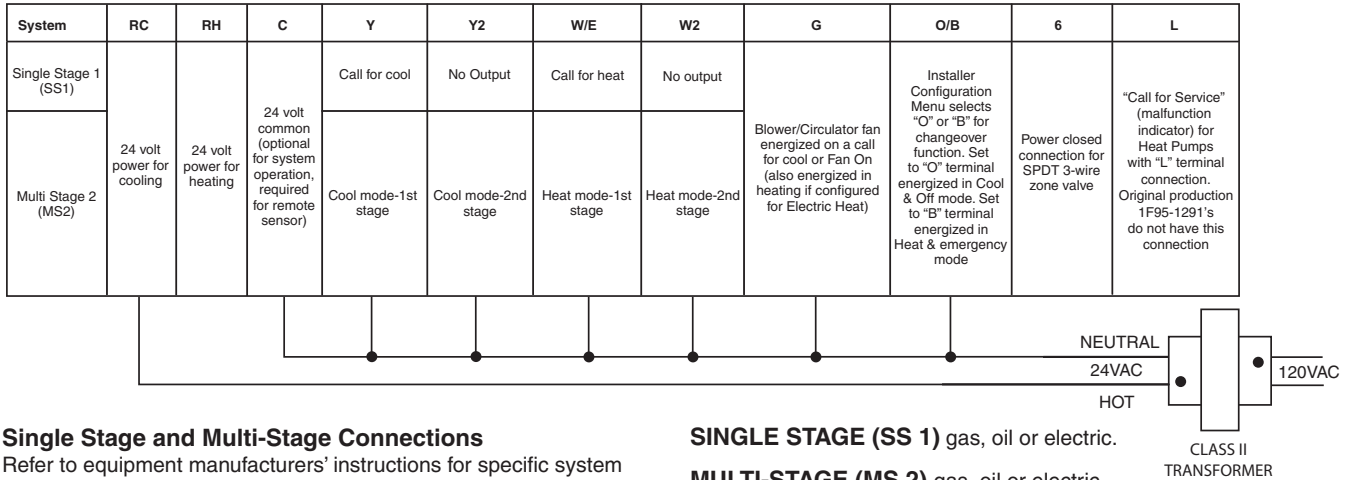 System RC RH C Y Y2 W/E W2 G O/B 6 L
Single Stage 1
(SS1)
Multi Stage 2
(MS2)
24 volt
power for
cooling
24 volt
power for
heating
24 volt
common
(optional
for system
operation,
required
for remote
sensor)
Call for cool
Cool mode-1st
stage
No Output
Cool mode-2nd
stage
Call for heat
Heat mode-1st
stage
No output
Heat mode-2nd
stage
Blower/Circulator fan
energized on a call
for cool or Fan On
(also energized in
heating if configured
for Electric Heat)
Installer
Configuration
Menu selects
“O” or “B” for
changeover
function. Set
to “O” terminal
energized in Cool
& Off mode. Set
to “B” terminal
energized in
Heat & emergency
mode
Power closed
connection for
SPDT 3-wire
zone valve
“Call for Service”
(malfunction
indicator) for
Heat Pumps
with “L” terminal
connection.
Original production
1F95-1291’s
do not have this
connection
NEUTRAL
24VAC
HOT
120VAC
CLASS II
TRANSFORMER
Single Stage and Multi-Stage Connections
Refer to equipment manufacturers’ instructions for specific system
SINGLE STAGE (SS 1) gas, oil or electric.
MULTI-STAGE (MS 2) gas, oil or electric